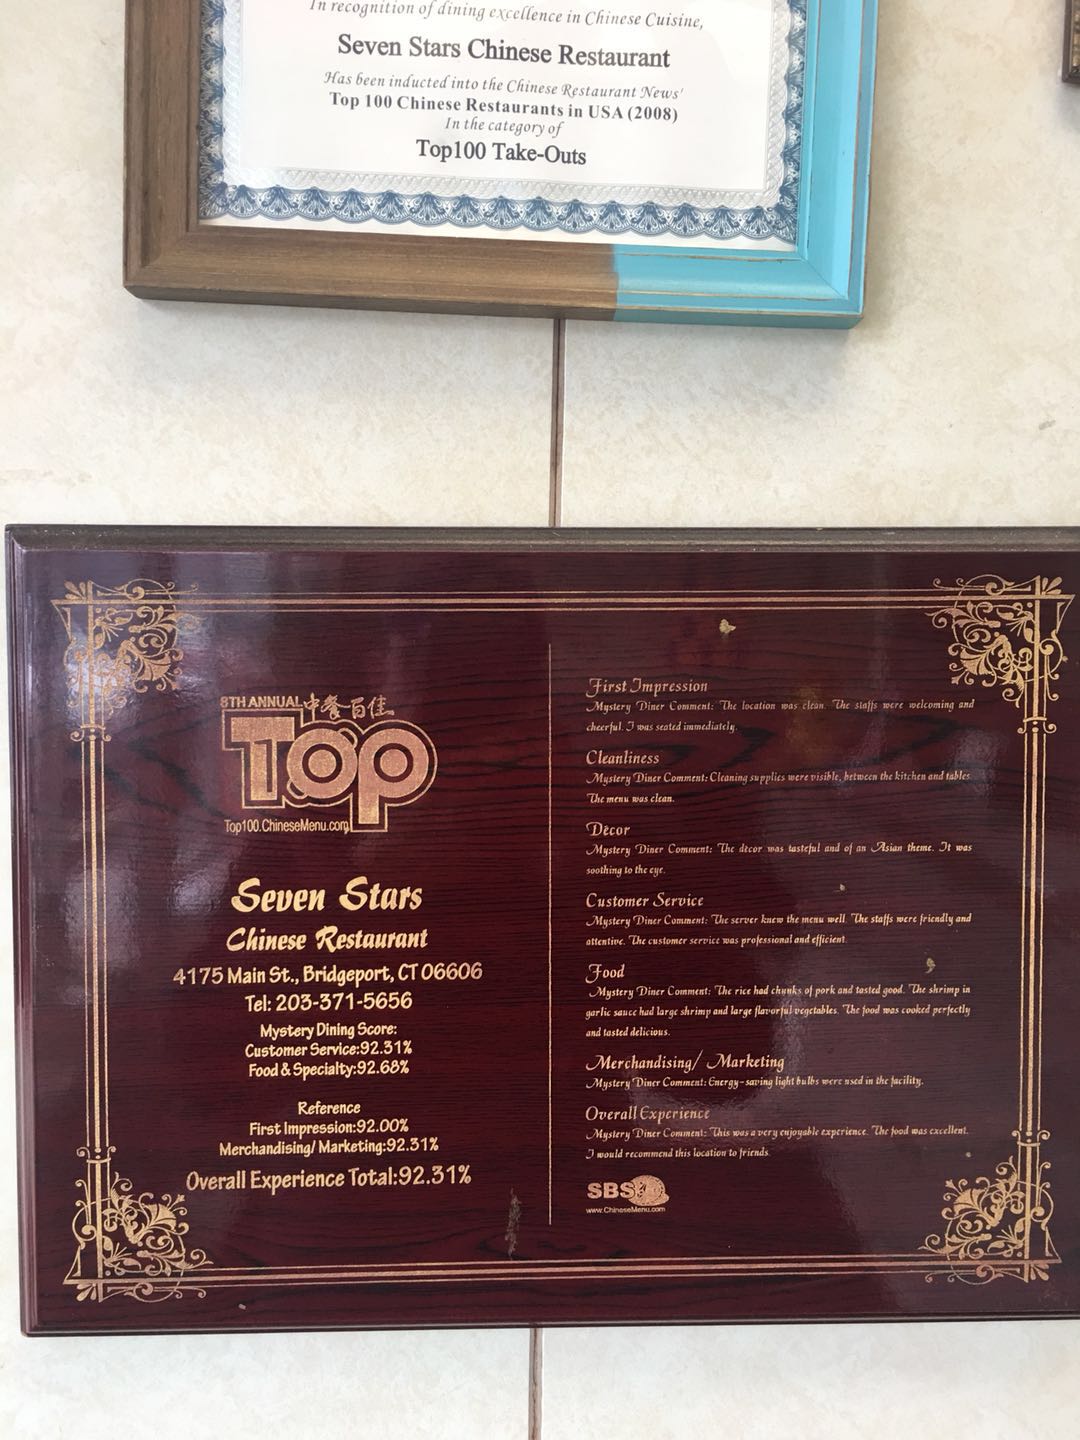 In recognition of dining excellence in Chinese Cuisine,
Seven Stars Chinese Restaurant
Has been inducted into the Chinese Restaurant News'
Top 100 Chinese Restaurants in USA (2008)
In the category of
Top100 Take-Outs
8TH ANNUAL 中餐百佳
Top
Top100.ChineseMenu.com
Seven Stars
Chinese Restaurant
4175 Main St., Bridgeport, CT 06606
Tel: 203-371-5656
Mystery Dining Score:
Customer Service:92.31%
Food & Specialty:92.68%
Reference
First Impression:92.00%
Merchandising/ Marketing:92.31%
Overall Experience Total:92.31%
First Impression
Mystery Diner Comment: The location was clean. The staffs were welcoming and
cheerful. I was seated immediately.
Cleanliness
Mystery Diner Comment: Cleaning supplies were visible, between the kitchen and tables.
The menu was clean.
Dècor
Mystery Diner Comment: The dècor was tasteful and of an Asian theme. It was
soothing to the eye.
Customer Service
Mystery Diner Comment: The server knew the menu well. The staffs were friendly and
attentive. The customer service was professional and efficient.
Food
Mystery Diner Comment: The rice had chunks of pork and tasted good. The shrimp in
garlic sauce had large shrimp and large flavorful vegetables. The food was cooked perfectly
and tasted delicious.
Merchandising/ Marketing
Mystery Diner Comment: Energy-saving light bulbs were used in the facility.
Overall Experience
Mystery Diner Comment: This was a very enjoyable experience. The food was excellent.
I would recommend this location to friends.
SBS
www.ChineseMenu.com